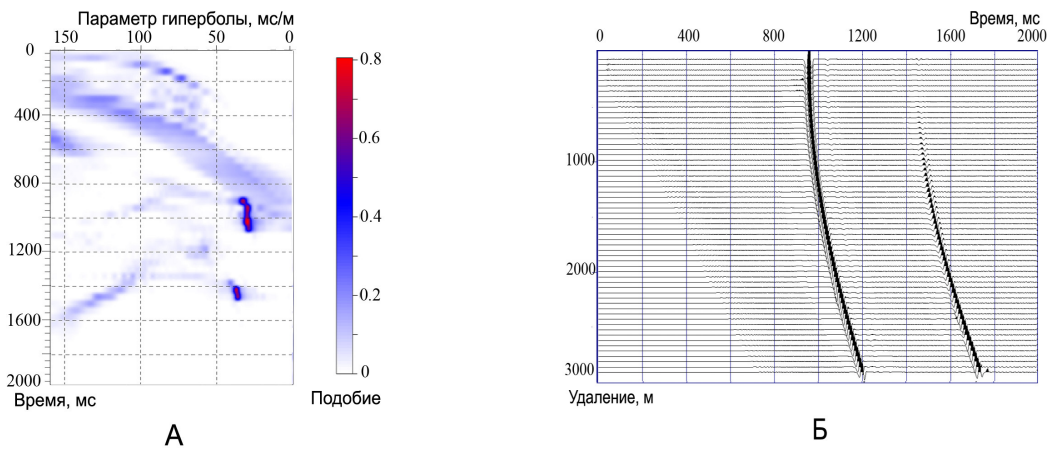 Параметр гиперболы, мс/м
150 100 50 0
0
400
800
1200
1600
2000
Время, мс
0.8
0.6
0.4
0.2
0
Подобие
А
Время, мс
0 400 800 1200 1600 2000
1000
2000
3000
Удаление, м
Б